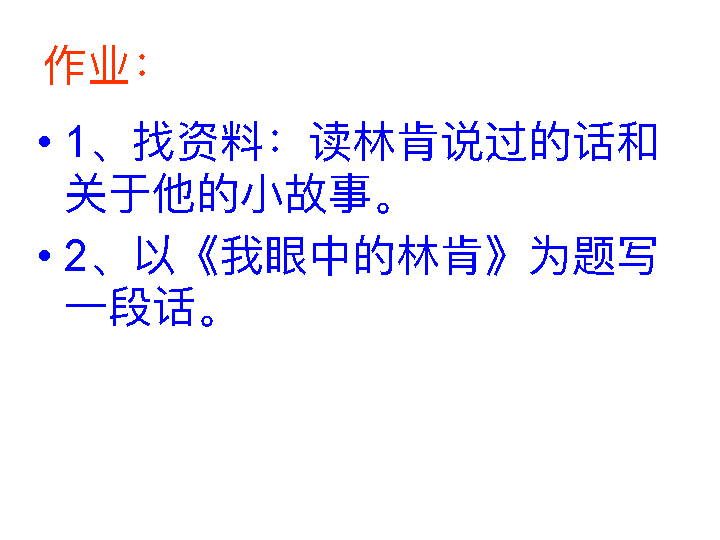 作业：
•1、找资料：读林肯说过的话和
关于他的小故事。
•2、以《我眼中的林肯》为题写
一段话。